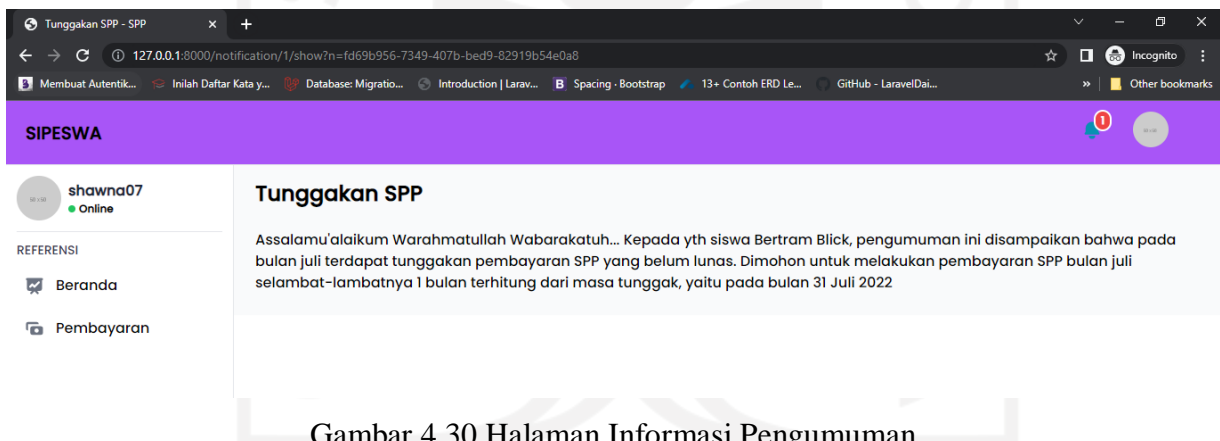 Tunggakan SPP - SPP
127.0.0.1:8000/notification/1/show?n=fd69b956-7349-407b-bed9-82919b54e0a8
Incognito
Membuat Autentik...
Inilah Daftar Kata y...
Database: Migratio...
Introduction | Larav...
B Spacing · Bootstrap
13+ Contoh ERD Le...
GitHub - LaravelDai...
»
Other bookmarks
SIPESWA
1
shawna07
Online
REFERENSI
Beranda
Pembayaran
Tunggakan SPP
Assalamu'alaikum Warahmatullah Wabarakatuh... Kepada yth siswa Bertram Blick, pengumuman ini disampaikan bahwa pada
bulan juli terdapat tunggakan pembayaran SPP yang belum lunas. Dimohon untuk melakukan pembayaran SPP bulan juli
selambat-lambatnya 1 bulan terhitung dari masa tunggak, yaitu pada bulan 31 Juli 2022
Gambar 4.30 Halaman Informasi Pengumuman